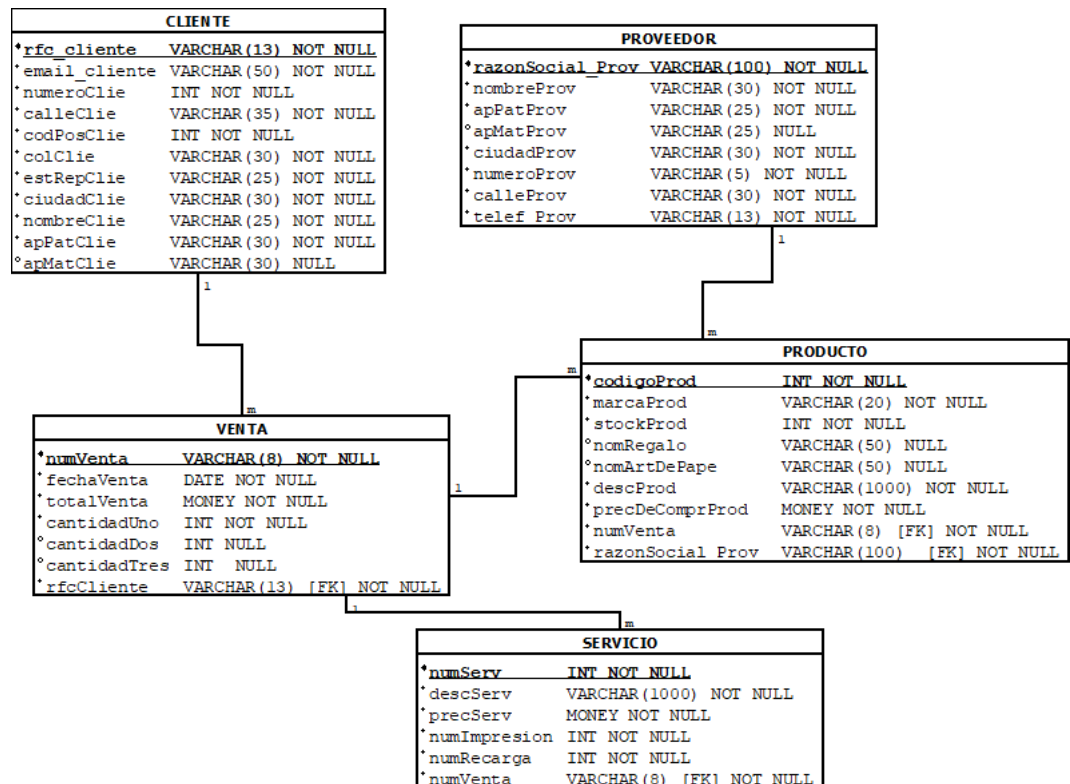 CLIENTE
rfc_cliente VARCHAR(13) NOT NULL
email_cliente VARCHAR(50) NOT NULL
numeroClie INT NOT NULL
calleClie VARCHAR(35) NOT NULL
codPosClie INT NOT NULL
colClie VARCHAR(30) NOT NULL
estRepClie VARCHAR(25) NOT NULL
ciudadClie VARCHAR(30) NOT NULL
nombreClie VARCHAR(25) NOT NULL
apPatClie VARCHAR(30) NOT NULL
apMatClie VARCHAR(30) NULL
1
m
PROVEEDOR
razonSocial_Prov VARCHAR(100) NOT NULL
nombreProv VARCHAR(30) NOT NULL
apPatProv VARCHAR(25) NOT NULL
apMatProv VARCHAR(25) NULL
ciudadProv VARCHAR(30) NOT NULL
numeroProv VARCHAR(5) NOT NULL
calleProv VARCHAR(30) NOT NULL
telef_Prov VARCHAR(13) NOT NULL
1
m
PRODUCTO
m
codigoProd INT NOT NULL
marcaProd VARCHAR(20) NOT NULL
stockProd INT NOT NULL
nomRegalo VARCHAR(50) NULL
nomArtDePape VARCHAR(50) NULL
descProd VARCHAR(1000) NOT NULL
precDeComprProd MONEY NOT NULL
numVenta VARCHAR(8) [FK] NOT NULL
razonSocial_Prov VARCHAR(100) [FK] NOT NULL
VENTA
numVenta VARCHAR(8) NOT NULL
fechaVenta DATE NOT NULL
totalVenta MONEY NOT NULL
1
cantidadUno INT NOT NULL
cantidadDos INT NULL
cantidadTres INT NULL
rfcCliente VARCHAR(13) [FK] NOT NULL
1
m
SERVICIO
numServ INT NOT NULL
descServ VARCHAR(1000) NOT NULL
precServ MONEY NOT NULL
numImpresion INT NOT NULL
numRecarga INT NOT NULL
numVenta VARCHAR(8) [FK] NOT NULL